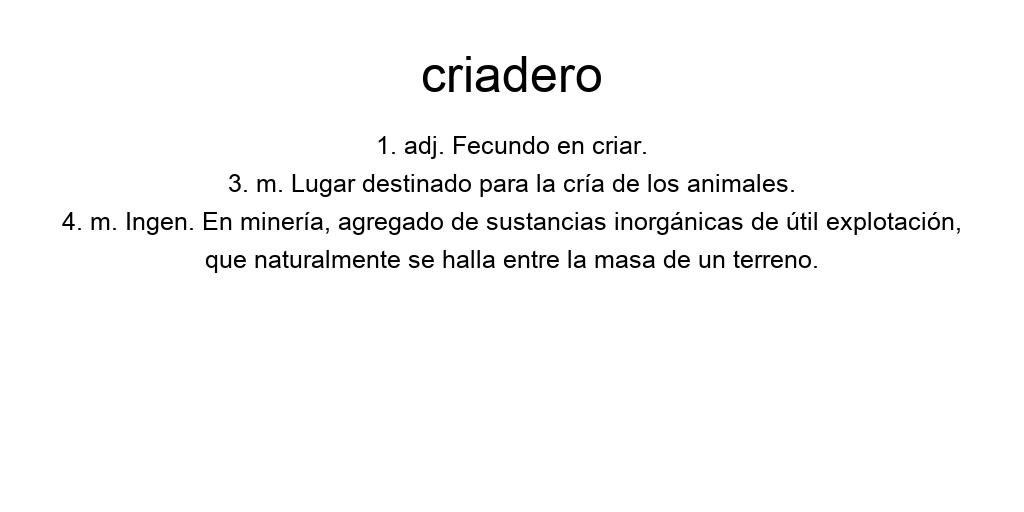 criadero
1. adj. Fecundo en criar.
3. m. Lugar destinado para la cría de los animales.
4. m. Ingen. En minería, agregado de sustancias inorgánicas de útil explotación,
que naturalmente se halla entre la masa de un terreno.